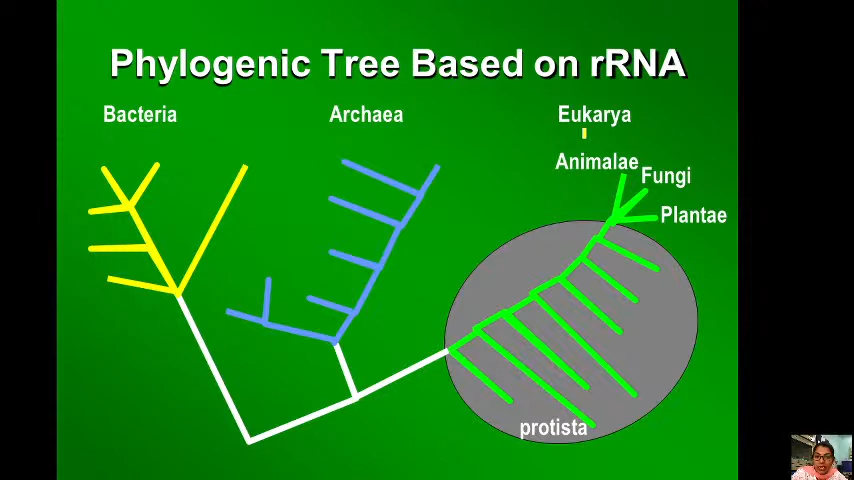 Phylogenic Tree Based on rRNA
Bacteria
Archaea
Eukarya
Animalae
Fungi
Plantae
protista